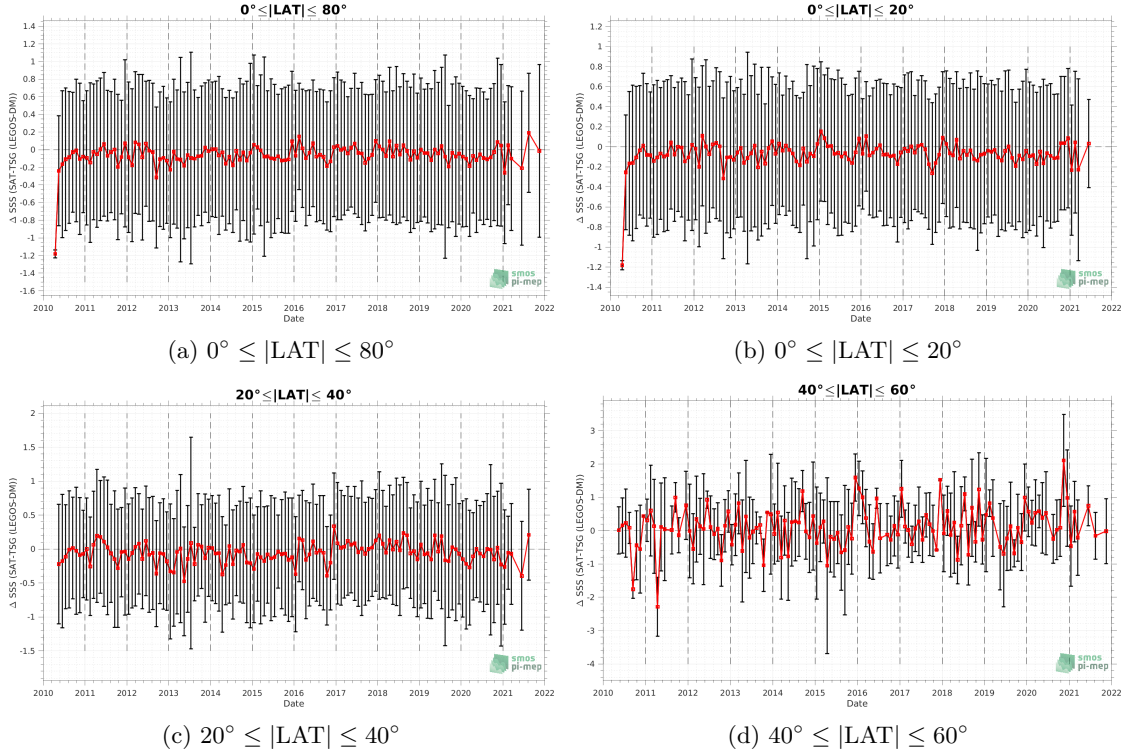 0°≤|LAT|≤ 80°
Δ SSS (SAT-TSG (LEGOS-DM))
1.4
1.2
1
0.8
0.6
0.4
0.2
0
-0.2
-0.4
-0.6
-0.8
-1
-1.2
-1.4
-1.6
2010 2011 2012 2013 2014 2015 2016 2017 2018 2019 2020 2021 2022
Date
smos
pi-mep
(a) 0° ≤ |LAT| ≤ 80°
0°≤|LAT|≤ 20°
Δ SSS (SAT-TSG (LEGOS-DM))
1.2
1
0.8
0.6
0.4
0.2
0
-0.2
-0.4
-0.6
-0.8
-1
-1.2
-1.4
2010 2011 2012 2013 2014 2015 2016 2017 2018 2019 2020 2021 2022
Date
smos
pi-mep
(b) 0° ≤ |LAT| ≤ 20°
20°≤|LAT|≤ 40°
Δ SSS (SAT-TSG (LEGOS-DM))
2
1.5
1
0.5
0
-0.5
-1
-1.5
2010 2011 2012 2013 2014 2015 2016 2017 2018 2019 2020 2021 2022
Date
smos
pi-mep
(c) 20° ≤ |LAT| ≤ 40°
40°≤|LAT|≤ 60°
Δ SSS (SAT-TSG (LEGOS-DM))
3
2
1
0
-1
-2
-3
-4
2010 2011 2012 2013 2014 2015 2016 2017 2018 2019 2020 2021 2022
Date
smos
pi-mep
(d) 40° ≤ |LAT| ≤ 60°